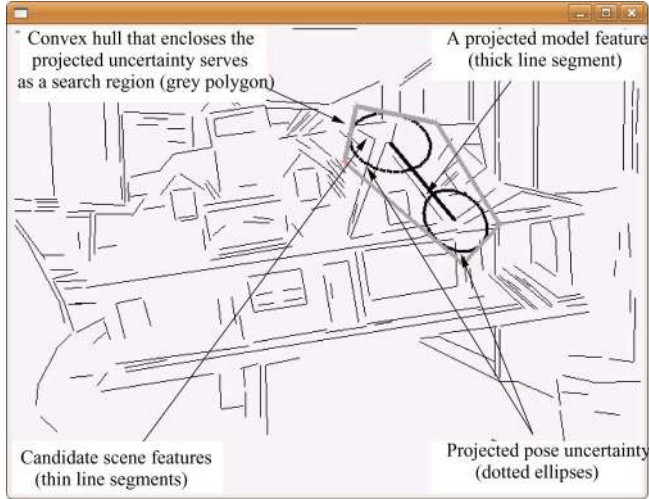 Convex hull that encloses the
projected uncertainty serves
as a search region (grey polygon)
A projected model feature
(thick line segment)
Candidate scene features
(thin line segments)
Projected pose uncertainty
(dotted ellipses)